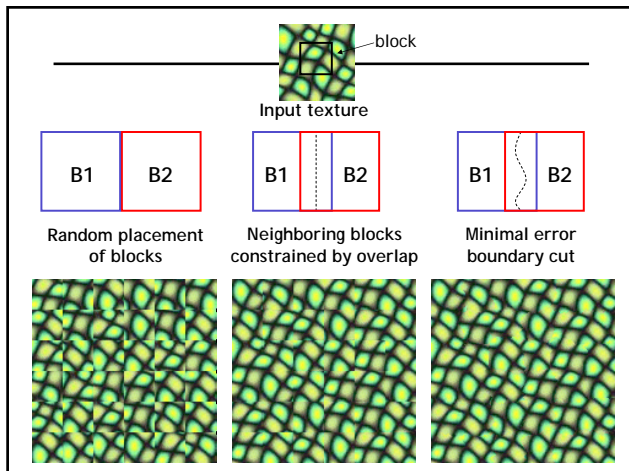 block
Input texture
B1
B2
B1
B2
B1
B2
Random placement
of blocks
Neighboring blocks
constrained by overlap
Minimal error
boundary cut